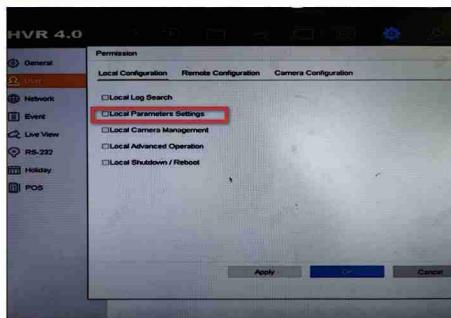 HVR 4.0
Permission
General
Local Configuration Remote Configuration Camera Configuration
User
Network
Local Log Search
Event
Local Parameters Settings
Live View
Local Camera Management
RS-232
Local Advanced Operation
Holiday
Local Shutdown / Reboot
POS
Apply OK Cancel